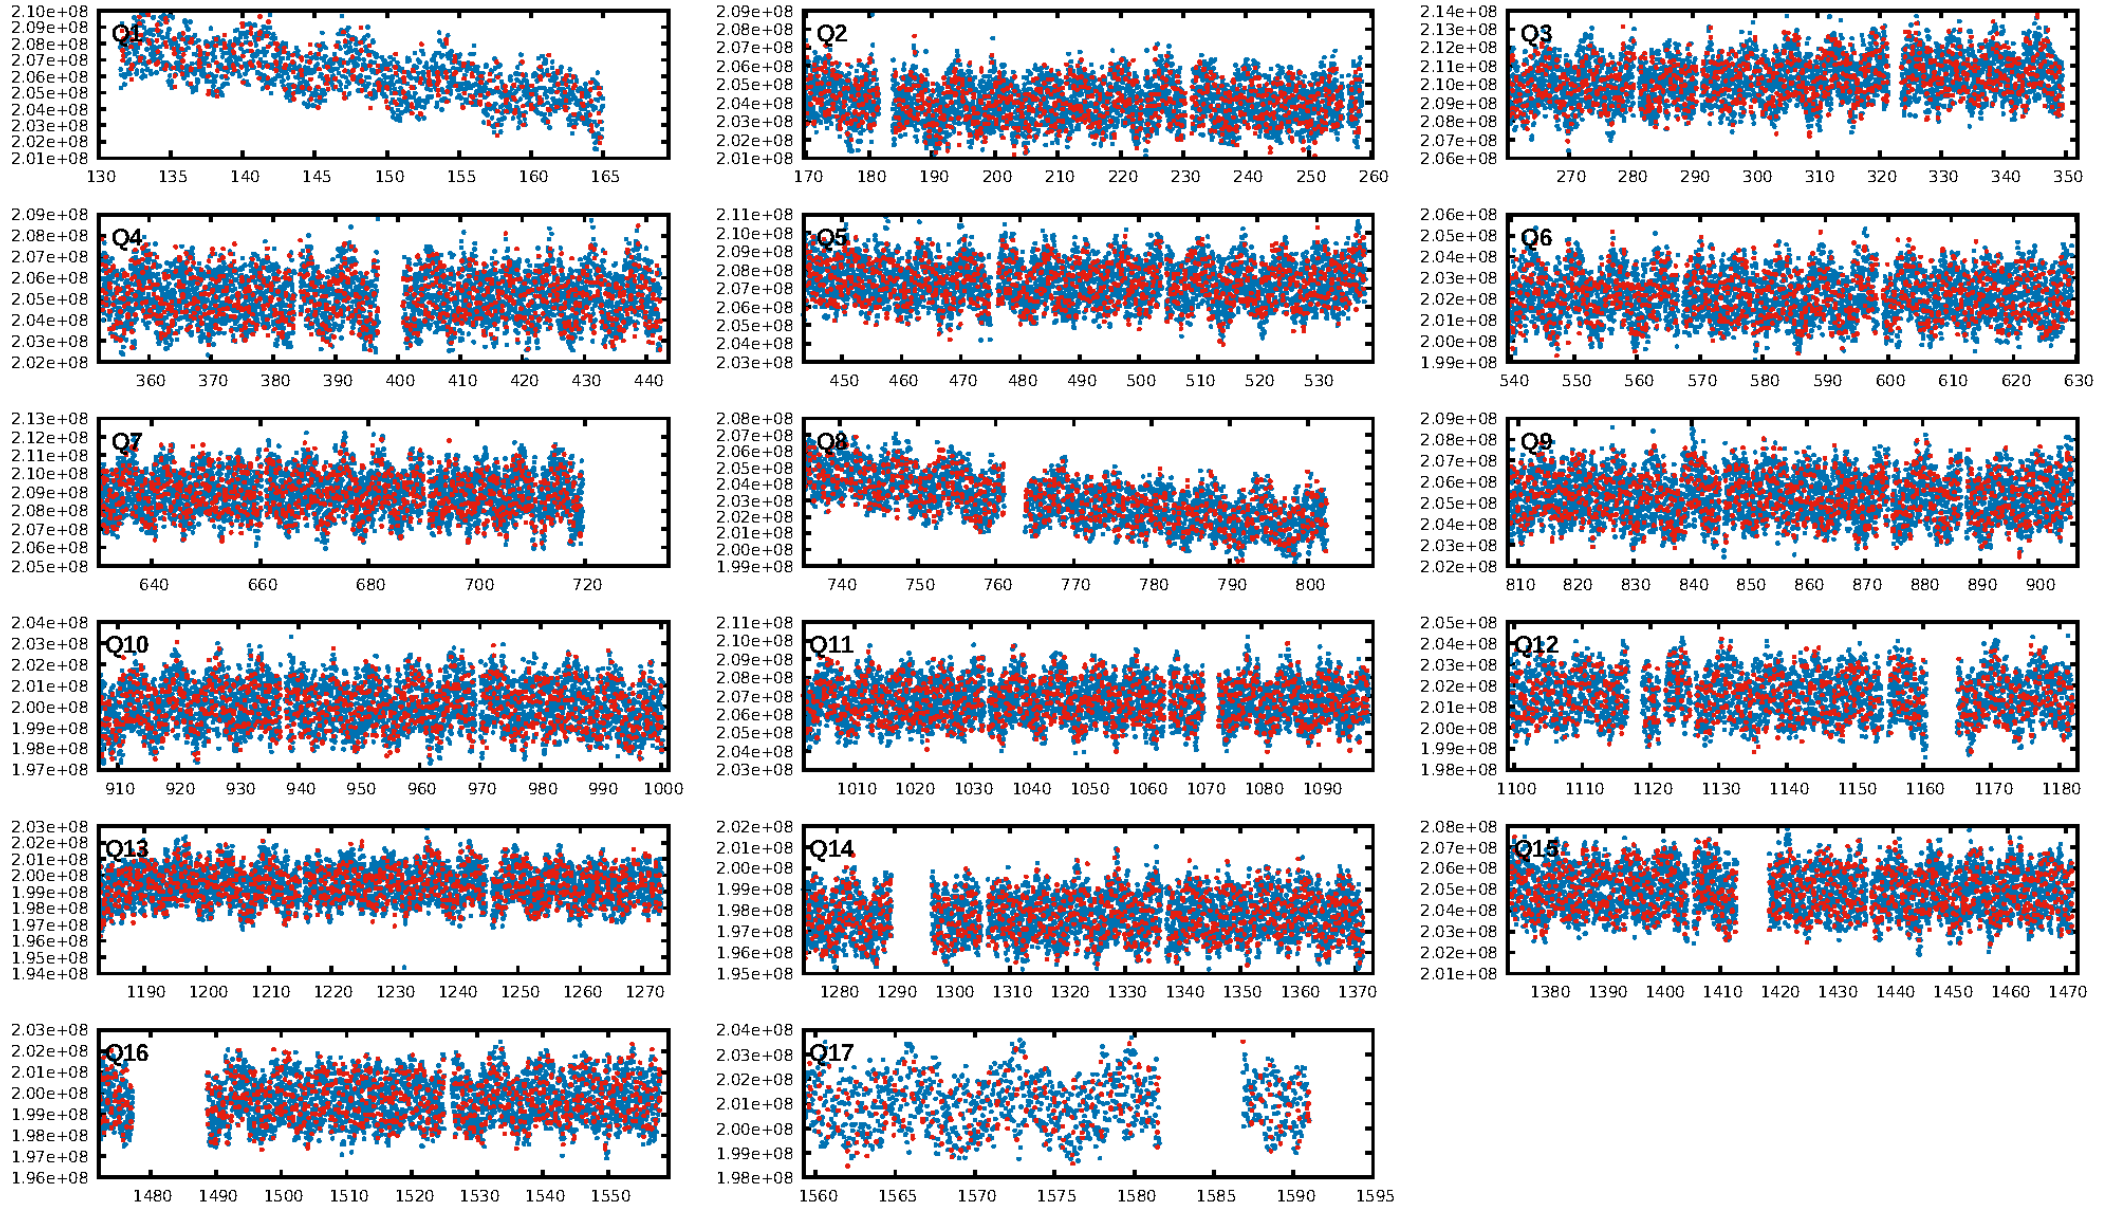 Q1
2.10e+08
2.09e+08
2.08e+08
2.07e+08
2.06e+08
2.05e+08
2.04e+08
2.03e+08
2.02e+08
2.01e+08
130 135 140 145 150 155 160 165
Q2
2.09e+08
2.08e+08
2.07e+08
2.06e+08
2.05e+08
2.04e+08
2.03e+08
2.02e+08
2.01e+08
170 180 190 200 210 220 230 240 250 260
Q3
2.14e+08
2.13e+08
2.12e+08
2.11e+08
2.10e+08
2.09e+08
2.08e+08
2.07e+08
2.06e+08
270 280 290 300 310 320 330 340 350
Q4
2.09e+08
2.08e+08
2.07e+08
2.06e+08
2.05e+08
2.04e+08
2.03e+08
2.02e+08
360 370 380 390 400 410 420 430 440
Q5
2.11e+08
2.10e+08
2.09e+08
2.08e+08
2.07e+08
2.06e+08
2.05e+08
2.04e+08
2.03e+08
450 460 470 480 490 500 510 520 530
Q6
2.06e+08
2.05e+08
2.04e+08
2.03e+08
2.02e+08
2.01e+08
2.00e+08
1.99e+08
540 550 560 570 580 590 600 610 620 630
Q7
2.13e+08
2.12e+08
2.11e+08
2.10e+08
2.09e+08
2.08e+08
2.07e+08
2.06e+08
2.05e+08
640 660 680 700 720
Q8
2.08e+08
2.07e+08
2.06e+08
2.05e+08
2.04e+08
2.03e+08
2.02e+08
2.01e+08
2.00e+08
1.99e+08
740 750 760 770 780 790 800
Q9
2.09e+08
2.08e+08
2.07e+08
2.06e+08
2.05e+08
2.04e+08
2.03e+08
2.02e+08
810 820 830 840 850 860 870 880 890 900
Q10
2.04e+08
2.03e+08
2.02e+08
2.01e+08
2.00e+08
1.99e+08
1.98e+08
1.97e+08
910 920 930 940 950 960 970 980 990 1000
Q11
2.11e+08
2.10e+08
2.09e+08
2.08e+08
2.07e+08
2.06e+08
2.05e+08
2.04e+08
2.03e+08
1010 1020 1030 1040 1050 1060 1070 1080 1090
Q12
2.05e+08
2.04e+08
2.03e+08
2.02e+08
2.01e+08
2.00e+08
1.99e+08
1.98e+08
1100 1110 1120 1130 1140 1150 1160 1170 1180
Q13
2.03e+08
2.02e+08
2.01e+08
2.00e+08
1.99e+08
1.98e+08
1.97e+08
1.96e+08
1.95e+08
1.94e+08
1190 1200 1210 1220 1230 1240 1250 1260 1270
Q14
2.02e+08
2.01e+08
2.00e+08
1.99e+08
1.98e+08
1.97e+08
1.96e+08
1.95e+08
1280 1290 1300 1310 1320 1330 1340 1350 1360 1370
Q15
2.08e+08
2.07e+08
2.06e+08
2.05e+08
2.04e+08
2.03e+08
2.02e+08
2.01e+08
1380 1390 1400 1410 1420 1430 1440 1450 1460 1470
Q16
2.03e+08
2.02e+08
2.01e+08
2.00e+08
1.99e+08
1.98e+08
1.97e+08
1.96e+08
1480 1490 1500 1510 1520 1530 1540 1550
Q17
2.04e+08
2.03e+08
2.02e+08
2.01e+08
2.00e+08
1.99e+08
1.98e+08
1560 1565 1570 1575 1580 1585 1590 1595